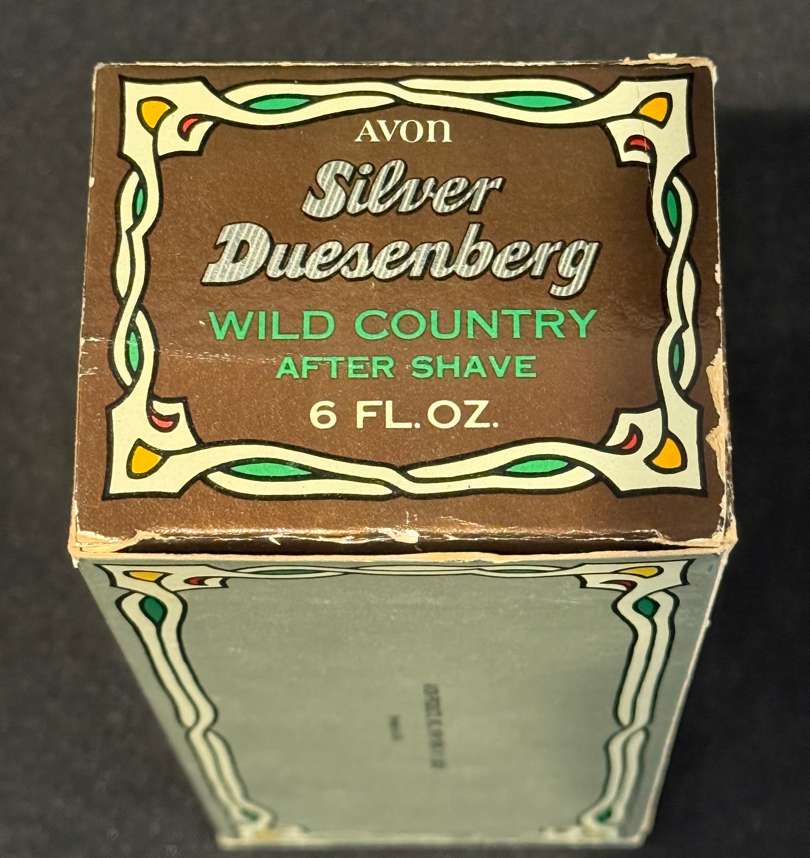 AVON
Silver
Duesenberg
WILD COUNTRY
AFTER SHAVE
6 FL. OZ.